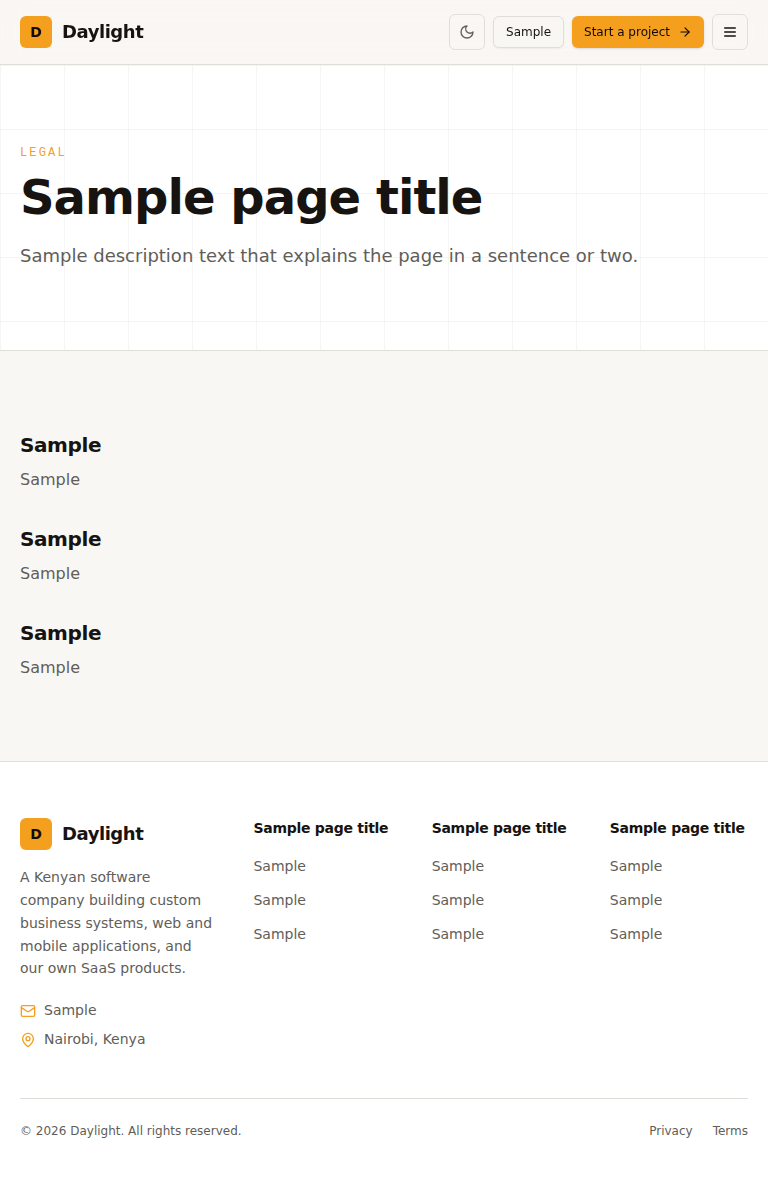 D Daylight Sample Start a project
LEGAL
Sample page title
Sample description text that explains the page in a sentence or two.
Sample
Sample
Sample
Sample
Sample
Sample
D Daylight
A Kenyan software
company building custom
business systems, web and
mobile applications, and
our own SaaS products.
Sample
Nairobi, Kenya
Sample page title
Sample
Sample
Sample
Sample page title
Sample
Sample
Sample
Sample page title
Sample
Sample
Sample
© 2026 Daylight. All rights reserved.
Privacy Terms